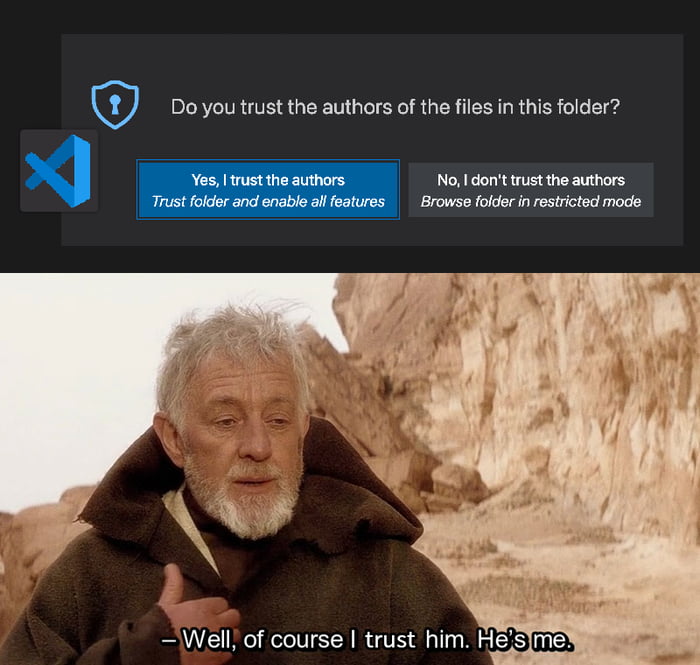 Do you trust the authors of the files in this folder?
Yes, I trust the authors
Trust folder and enable all features
No, I don't trust the authors
Browse folder in restricted mode
– Well, of course I trust him. He's me.